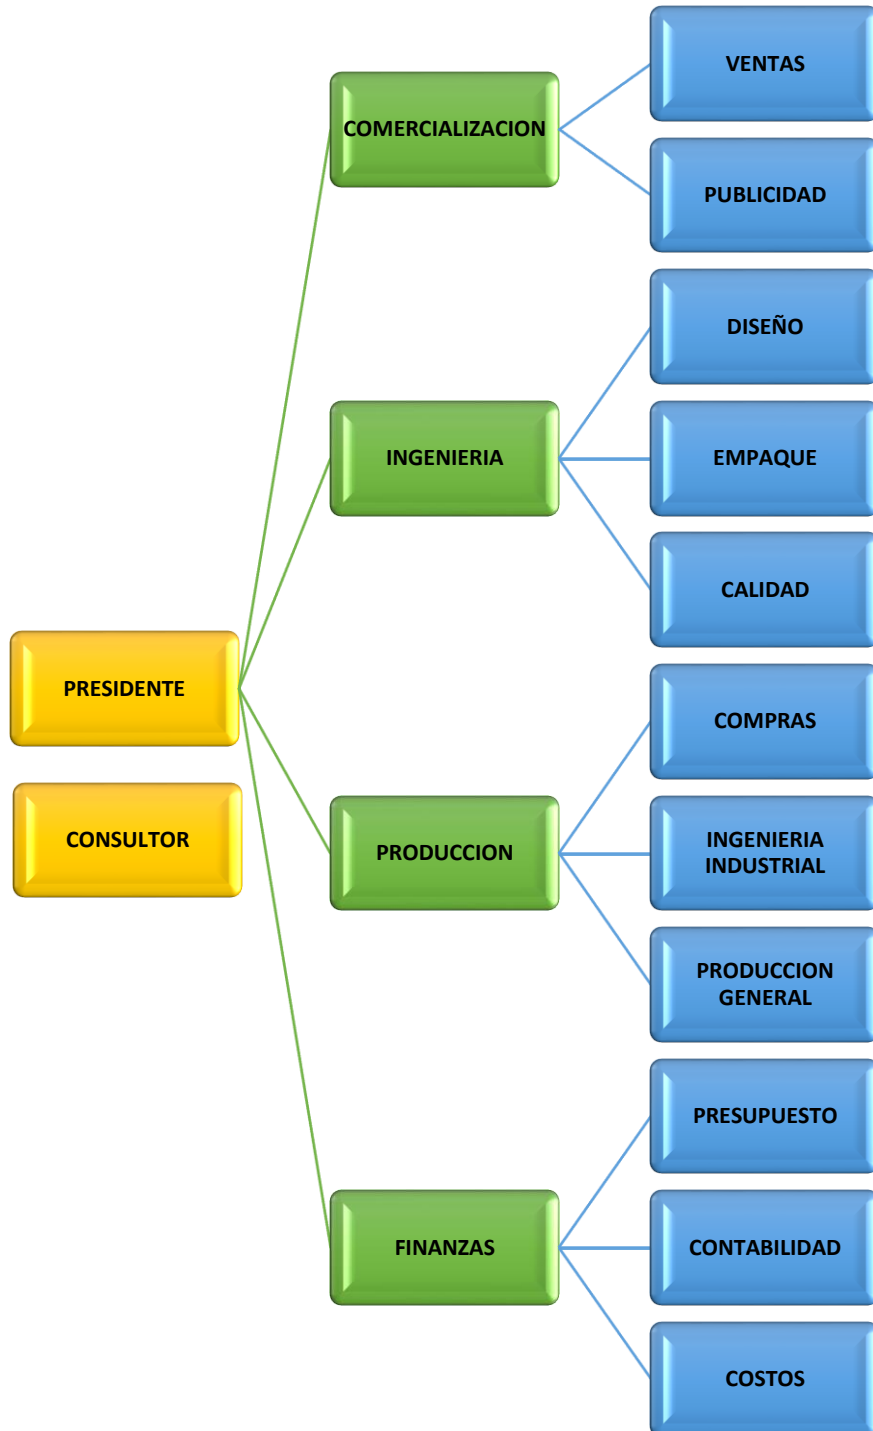 VENTAS
COMERCIALIZACION
PUBLICIDAD
DISEÑO
INGENIERIA
EMPAQUE
CALIDAD
PRESIDENTE
COMPRAS
CONSULTOR
PRODUCCION
INGENIERIA
INDUSTRIAL
PRODUCCION
GENERAL
PRESUPUESTO
FINANZAS
CONTABILIDAD
COSTOS